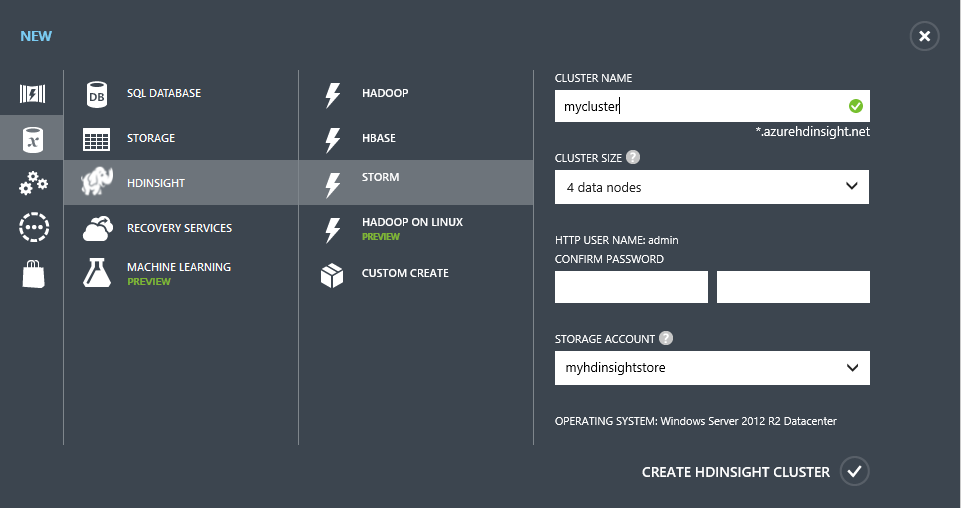 NEW
DB
SQL DATABASE
STORAGE
x
HDINSIGHT
RECOVERY SERVICES
MACHINE LEARNING
PREVIEW
HADOOP
HBASE
STORM
HADOOP ON LINUX
PREVIEW
CUSTOM CREATE
CLUSTER NAME
mycluster
*.azurehdinsight.net
CLUSTER SIZE ?
4 data nodes
HTTP USER NAME: admin
CONFIRM PASSWORD
STORAGE ACCOUNT ?
myhdinsightstore
OPERATING SYSTEM: Windows Server 2012 R2 Datacenter
CREATE HDINSIGHT CLUSTER